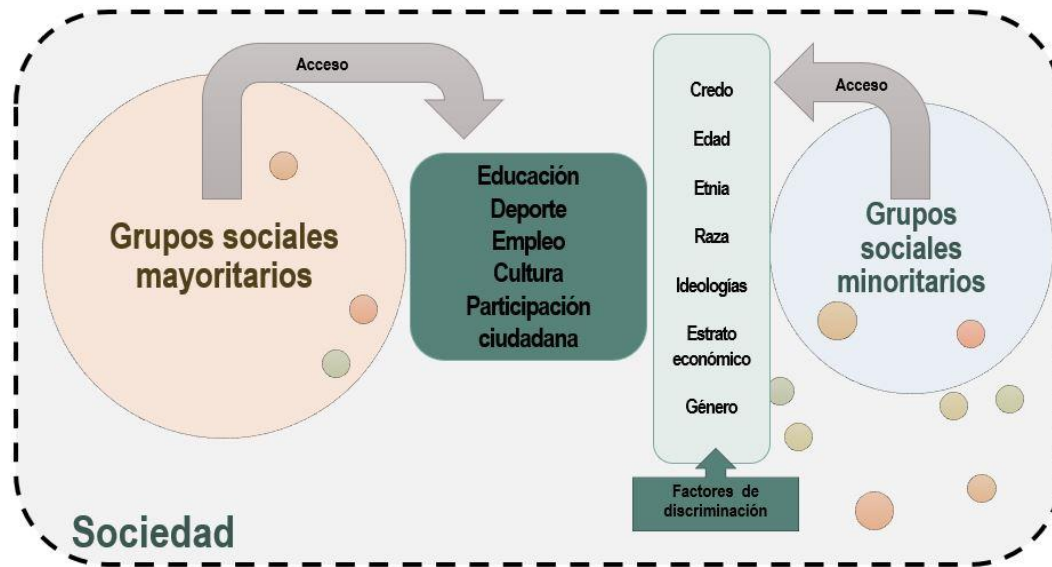 Acceso
Grupos sociales
mayoritarios
Educación
Deporte
Empleo
Cultura
Participación
ciudadana
Credo
Edad
Etnia
Raza
Ideologías
Estrato
económico
Género
Factores de
discriminación
Acceso
Grupos
sociales
minoritarios
Sociedad